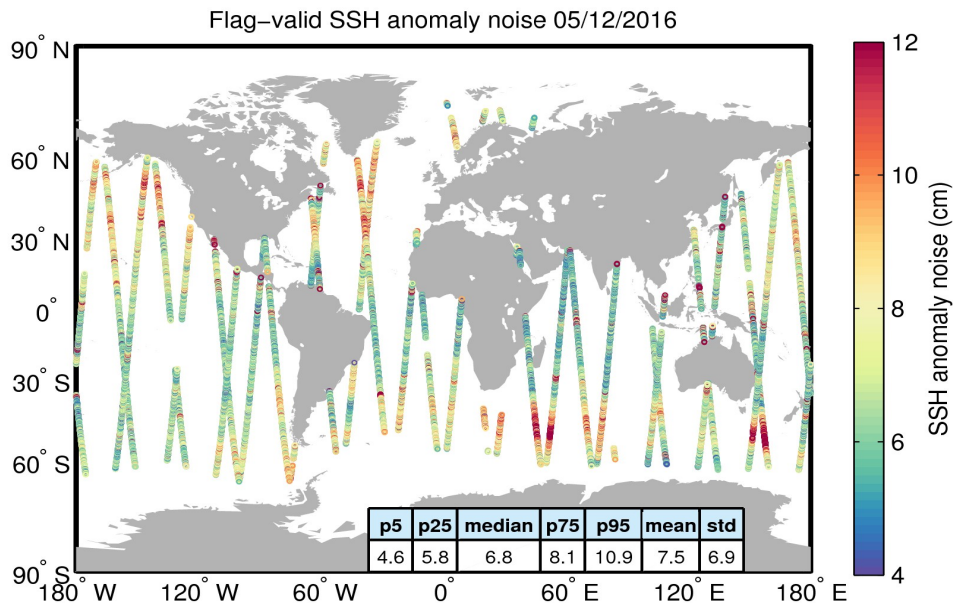 Flag−valid SSH anomaly noise 05/12/2016
90° N
60° N
30° N
0°
30° S
60° S
90° S
180° W
120° W
60° W
0°
60° E
120° E
180° E
p5 p25 median p75 p95 mean std
4.6 5.8 6.8 8.1 10.9 7.5 6.9
12
10
8
6
4
SSH anomaly noise (cm)